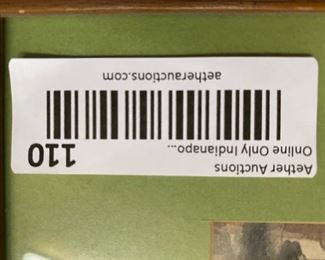 Aether Auctions
Online Only Indianapo...
110
aetherauctions.com